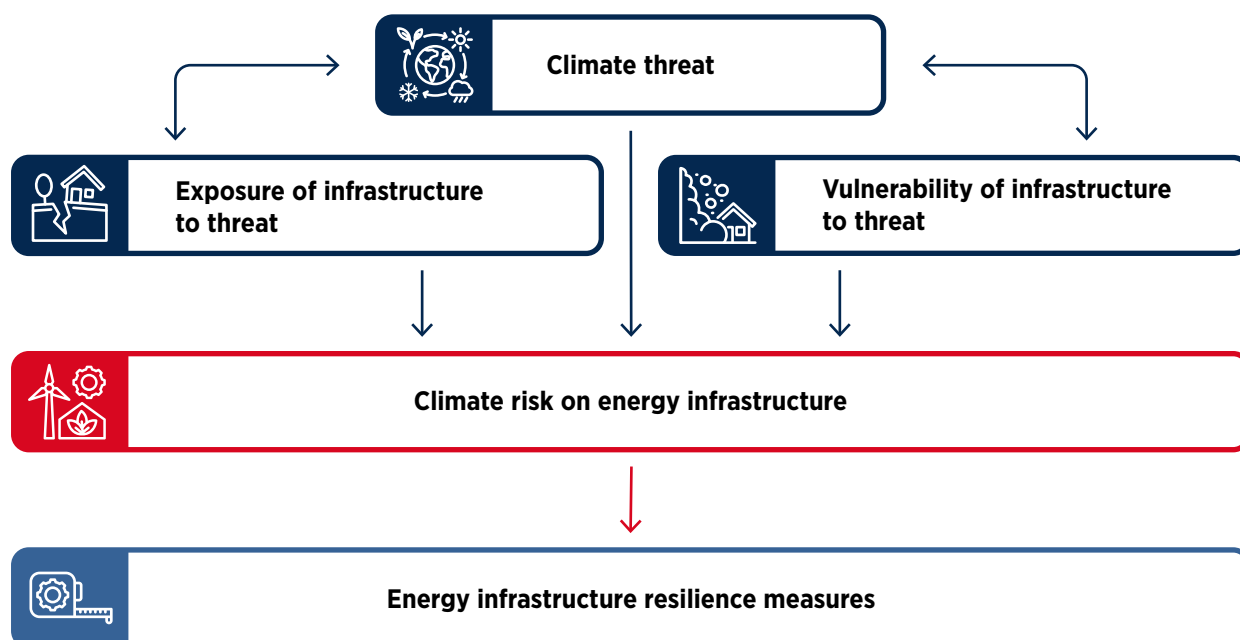 Climate threat
Exposure of infrastructure
to threat
Vulnerability of infrastructure
to threat
Climate risk on energy infrastructure
Energy infrastructure resilience measures